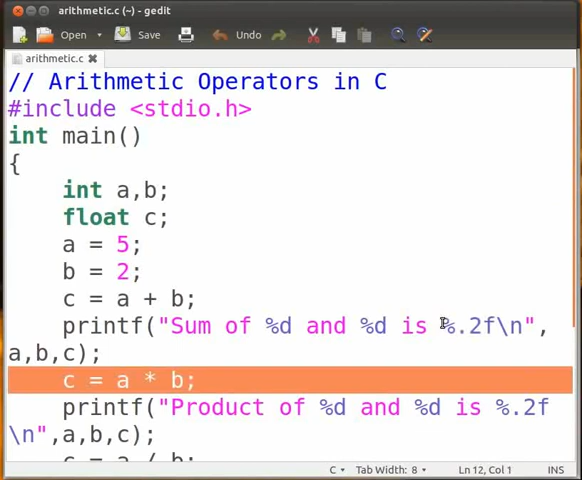 arithmetic.c (~) - gedit
Open Save Undo
arithmetic.c
// Arithmetic Operators in C
#include <stdio.h>
int main()
{
int a,b;
float c;
a = 5;
b = 2;
c = a + b;
printf("Sum of %d and %d is %.2f\n",
a,b,c);
c = a * b;
printf("Product of %d and %d is %.2f
\n",a,b,c);
c = a / b;
C Tab Width: 8 Ln 12, Col 1 INS